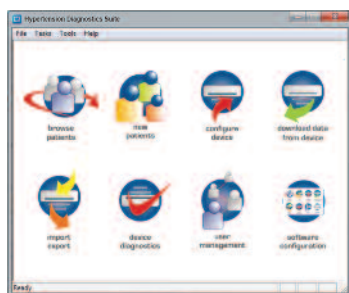 Hypertension Diagnostics Suite
File Tasks Tools Help
browse
patients
new
patients
configure
device
download data
from device
import
export
device
diagnostics
user
management
software
configuration
Ready